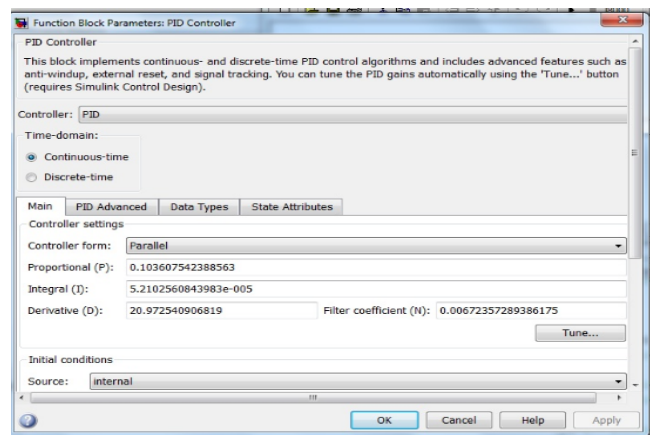 Function Block Parameters: PID Controller
PID Controller
This block implements continuous- and discrete-time PID control algorithms and includes advanced features such as
anti-windup, external reset, and signal tracking. You can tune the PID gains automatically using the 'Tune...' button
(requires Simulink Control Design).
Controller: PID
Time-domain:
Continuous-time
Discrete-time
Main PID Advanced Data Types State Attributes
Controller settings
Controller form: Parallel
Proportional (P): 0.103607542388563
Integral (I): 5.2102560843983e-005
Derivative (D): 20.972540906819 Filter coefficient (N): 0.00672357289386175
Tune...
Initial conditions
Source: internal
OK Cancel Help Apply